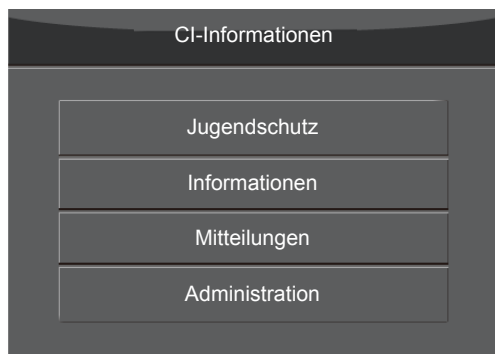 CI-Informationen
Jugendschutz
Informationen
Mitteilungen
Administration